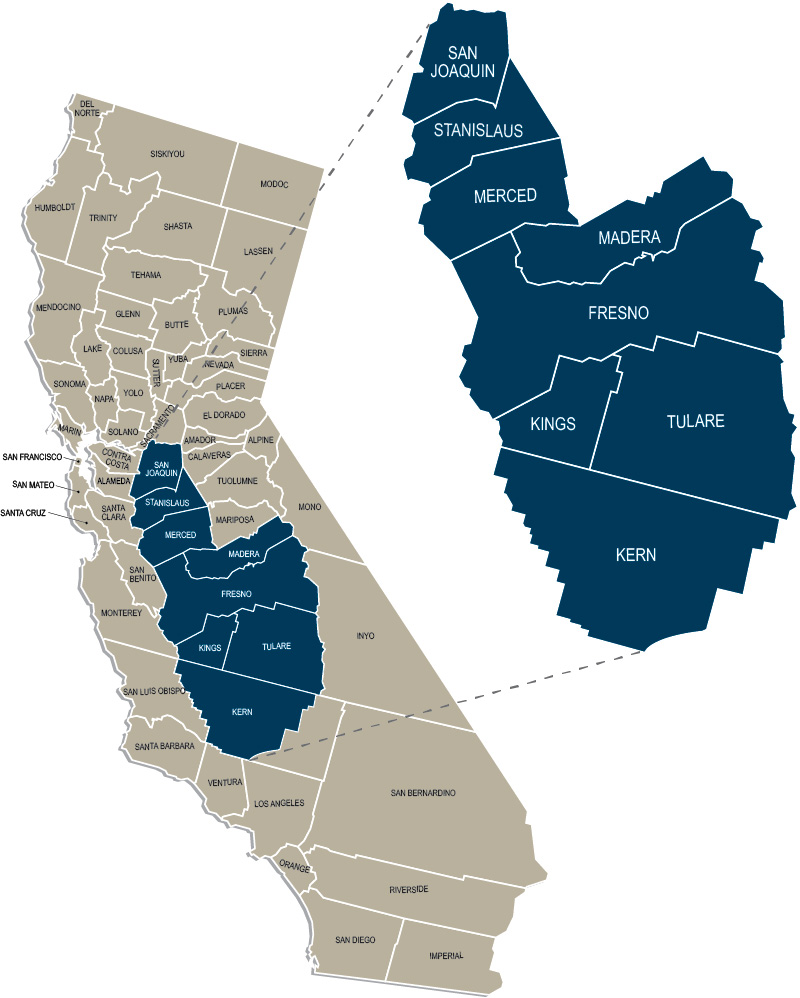 DEL
NORTE
SISKIYOU
MODOC
HUMBOLDT
TRINITY
SHASTA
LASSEN
TEHAMA
MENDOCINO
GLENN
BUTTE
PLUMAS
LAKE
COLUSA
SUTTER
YUBA
NEVADA
SIERRA
PLACER
SONOMA
NAPA
YOLO
EL DORADO
SACRAMENTO
MARIN
SOLANO
AMADOR
ALPINE
SAN FRANCISCO
CONTRA
COSTA
CALAVERAS
SAN
JOAQUIN
SAN MATEO
ALAMEDA
TUOLUMNE
SANTA CRUZ
SANTA
CLARA
STANISLAUS
MONO
MERCED
MARIPOSA
MADERA
SAN
BENITO
FRESNO
MONTEREY
KINGS
TULARE
INYO
SAN LUIS OBISPO
KERN
SANTA BARBARA
VENTURA
LOS ANGELES
SAN BERNARDINO
ORANGE
RIVERSIDE
SAN DIEGO
IMPERIAL
SAN
JOAQUIN
STANISLAUS
MERCED
MADERA
FRESNO
KINGS
TULARE
KERN